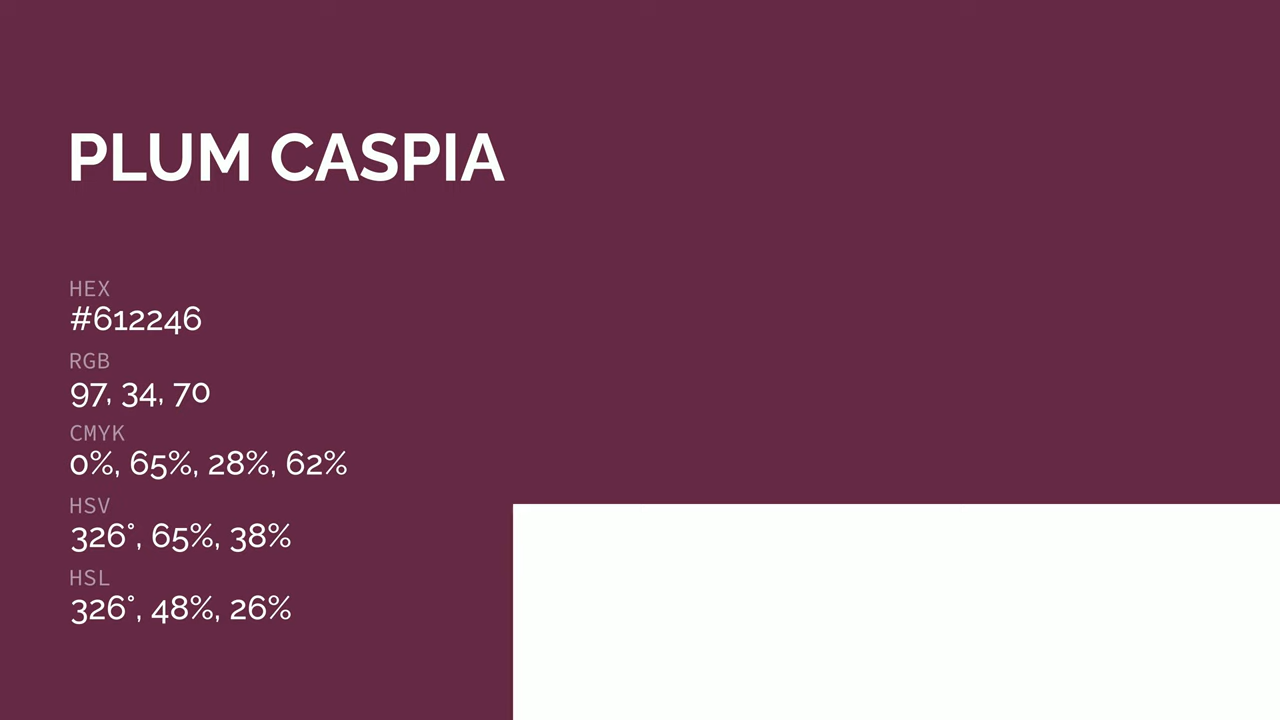 PLUM CASPIA
HEX
#612246
RGB
97, 34, 70
CMYK
0%, 65%, 28%, 62%
HSV
326°, 65%, 38%
HSL
326°, 48%, 26%